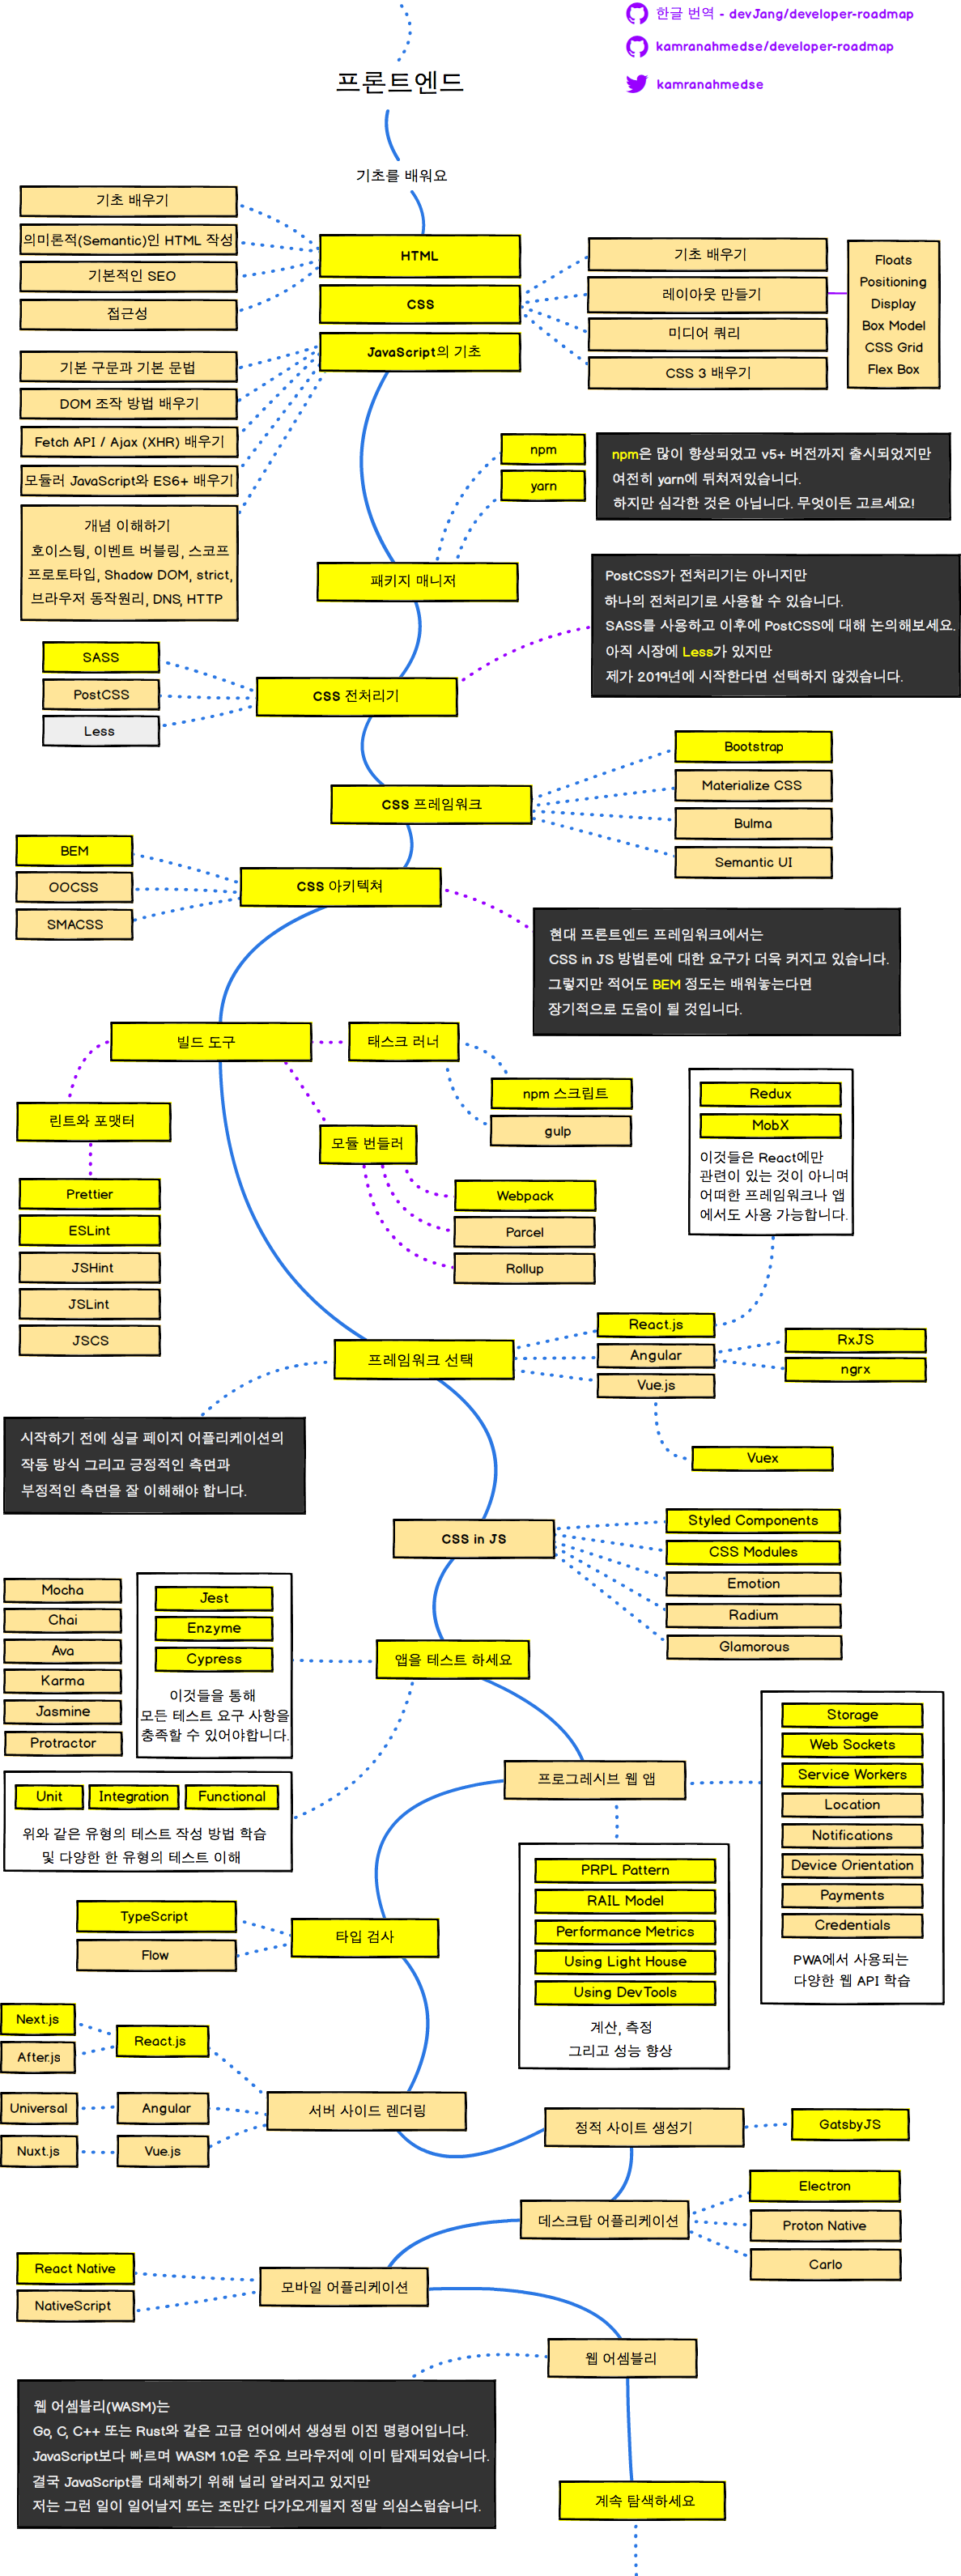 한글 번역 - devJang/developer-roadmap
kamranahmedse/developer-roadmap
kamranahmedse
프론트엔드
기초를 배워요
기초 배우기
의미론적(Semantic)인 HTML 작성
기본적인 SEO
접근성
HTML
CSS
JavaScript의 기초
기초 배우기
레이아웃 만들기
미디어 쿼리
CSS 3 배우기
Floats
Positioning
Display
Box Model
CSS Grid
Flex Box
기본 구문과 기본 문법
DOM 조작 방법 배우기
Fetch API / Ajax (XHR) 배우기
모듈러 JavaScript와 ES6+ 배우기
개념 이해하기
호이스팅, 이벤트 버블링, 스코프
프로토타입, Shadow DOM, strict,
브라우저 동작원리, DNS, HTTP
npm
yarn
npm은 많이 향상되었고 v5+ 버전까지 출시되었지만
여전히 yarn에 뒤쳐져있습니다.
하지만 심각한 것은 아닙니다. 무엇이든 고르세요!
패키지 매니저
PostCSS가 전처리기는 아니지만
하나의 전처리기로 사용할 수 있습니다.
SASS를 사용하고 이후에 PostCSS에 대해 논의해보세요.
아직 시장에 Less가 있지만
제가 2019년에 시작한다면 선택하지 않겠습니다.
SASS
PostCSS
Less
CSS 전처리기
CSS 프레임워크
Bootstrap
Materialize CSS
Bulma
Semantic UI
BEM
OOCSS
SMACSS
CSS 아키텍쳐
현대 프론트엔드 프레임워크에서는
CSS in JS 방법론에 대한 요구가 더욱 커지고 있습니다.
그렇지만 적어도 BEM 정도는 배워놓는다면
장기적으로 도움이 될 것입니다.
빌드 도구
태스크 러너
npm 스크립트
gulp
린트와 포맷터
모듈 번들러
Prettier
ESLint
JSHint
JSLint
JSCS
Webpack
Parcel
Rollup
Redux
MobX
이것들은 React에만
관련이 있는 것이 아니며
어떠한 프레임워크나 앱
에서도 사용 가능합니다.
프레임워크 선택
React.js
Angular
Vue.js
RxJS
ngrx
Vuex
시작하기 전에 싱글 페이지 어플리케이션의
작동 방식 그리고 긍정적인 측면과
부정적인 측면을 잘 이해해야 합니다.
CSS in JS
Styled Components
CSS Modules
Emotion
Radium
Glamorous
Mocha
Chai
Ava
Karma
Jasmine
Protractor
Jest
Enzyme
Cypress
이것들을 통해
모든 테스트 요구 사항을
충족할 수 있어야합니다.
앱을 테스트 하세요
Unit
Integration
Functional
위와 같은 유형의 테스트 작성 방법 학습
및 다양한 한 유형의 테스트 이해
프로그레시브 웹 앱
Storage
Web Sockets
Service Workers
Location
Notifications
Device Orientation
Payments
Credentials
PWA에서 사용되는
다양한 웹 API 학습
PRPL Pattern
RAIL Model
Performance Metrics
Using Light House
Using DevTools
계산, 측정
그리고 성능 향상
TypeScript
Flow
타입 검사
Next.js
After.js
React.js
Universal
Angular
Nuxt.js
Vue.js
서버 사이드 렌더링
정적 사이트 생성기
GatsbyJS
데스크탑 어플리케이션
Electron
Proton Native
Carlo
모바일 어플리케이션
React Native
NativeScript
웹 어셈블리
웹 어셈블리(WASM)는
Go, C, C++ 또는 Rust와 같은 고급 언어에서 생성된 이진 명령어입니다.
JavaScript보다 빠르며 WASM 1.0은 주요 브라우저에 이미 탑재되었습니다.
결국 JavaScript를 대체하기 위해 널리 알려지고 있지만
저는 그런 일이 일어날지 또는 조만간 다가오게될지 정말 의심스럽습니다.
계속 탐색하세요